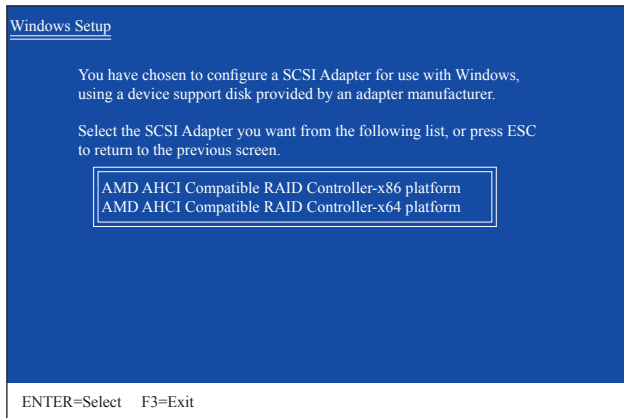 Windows Setup
You have chosen to configure a SCSI Adapter for use with Windows,
using a device support disk provided by an adapter manufacturer.
Select the SCSI Adapter you want from the following list, or press ESC
to return to the previous screen.
AMD AHCI Compatible RAID Controller-x86 platform
AMD AHCI Compatible RAID Controller-x64 platform
ENTER=Select F3=Exit